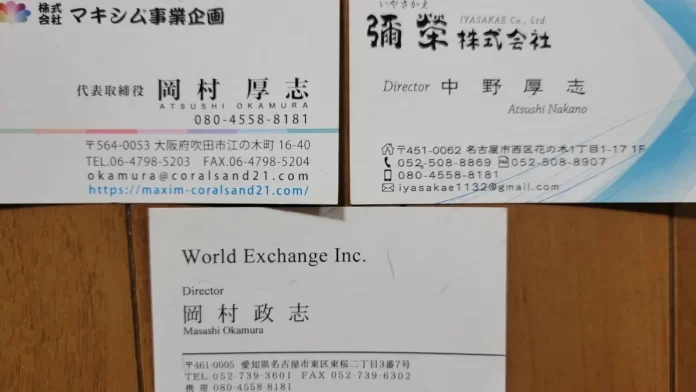 株式会社 マキシム事業企画
代表取締役 岡村 厚志
ATSUSHI OKAMURA
080-4558-8181
〒564-0053 大阪府吹田市江の木町 16-40
TEL.06-4798-5203 FAX.06-4798-5204
okamura@coralsand21.com
https://maxim-coralsand21.com/
いやさかえ
IYASAKAE Co., Ltd.
彌榮 株式会社
Director 中野厚志
Atsushi Nakano
〒451-0062 名古屋市西区花の木1丁目1-17 1F
052-508-8869 052-508-8907
080-4558-8181
iyasakae1132@gmail.com
World Exchange Inc.
Director
岡村政志
Masashi Okamura
〒461-0005 愛知県名古屋市東区東桜二丁目3番7号
TEL 052-739-3601 FAX 052-739-6302
携帯 080-4558-8181